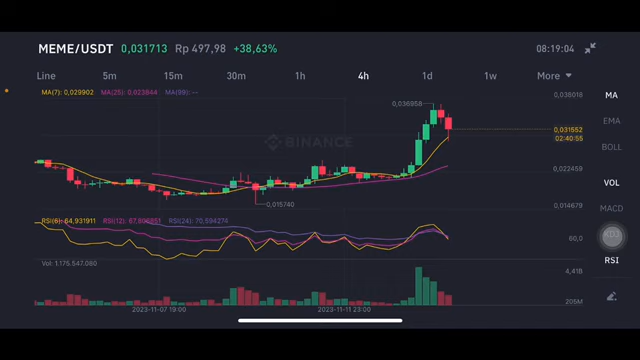 MEME/USDT 0,031713 Rp 497,98 +38,63% 08:19:04
Line 5m 15m 30m 1h 4h 1d 1w More
MA(7): 0,029902 MA(25): 0,023844 MA(99): --
0,038018
0,036958
0,031552
02:40:55
BINANCE
0,022459
0,015740
0,014679
RSI(6): 64,931911 RSI(12): 67,896851 RSI(24): 70,594274
60,0
Vol: 1.175.547.080
4,41B
205M
2023-11-07 19:00 2023-11-11 23:00
MA
EMA
BOLL
VOL
MACD
KDJ
RSI